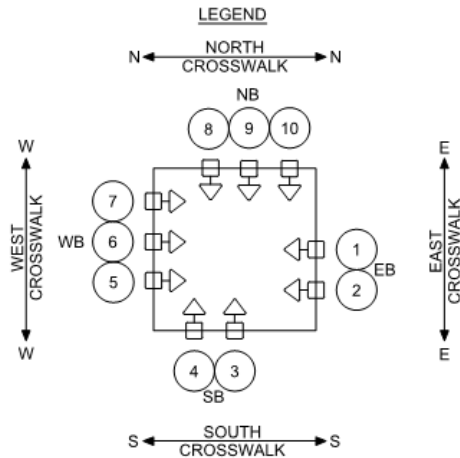 LEGEND
N N
NORTH
CROSSWALK
NB
8 9 10
W
E
7
6
5
WB
WEST
CROSSWALK
1
2
EB
EAST
CROSSWALK
W
E
4 3
SB
S S
SOUTH
CROSSWALK